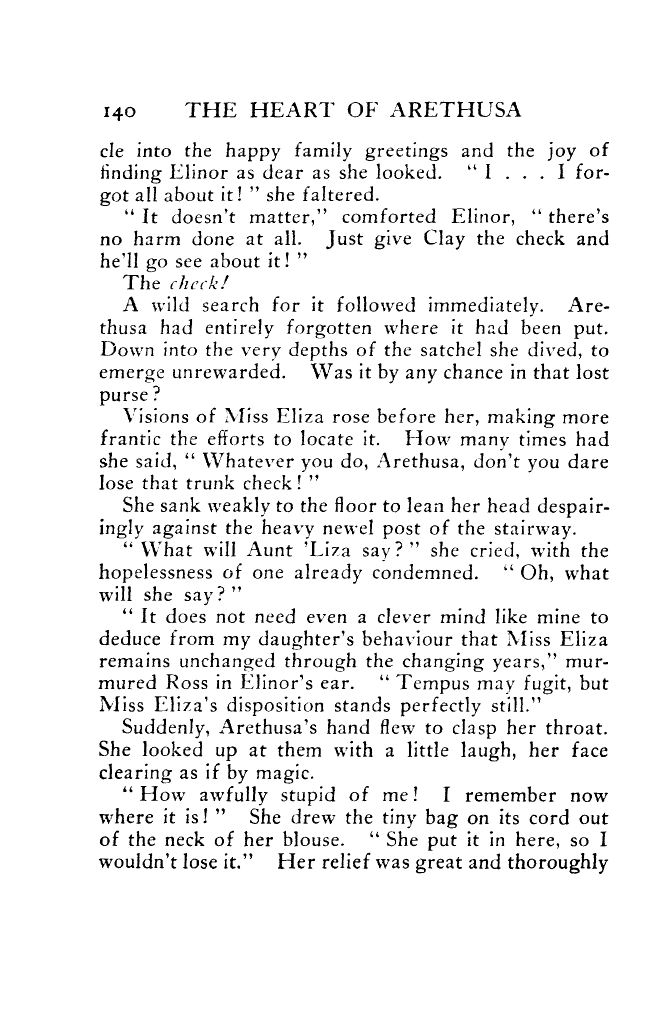 140 THE HEART OF ARETHUSA
cle into the happy family greetings and the joy of
finding Elinor as dear as she looked. " I . . . I for-
got all about it! " she faltered.
" It doesn't matter," comforted Elinor, " there's
no harm done at all. Just give Clay the check and
he'll go see about it! "
The check!
A wild search for it followed immediately. Are-
thusa had entirely forgotten where it had been put.
Down into the very depths of the satchel she dived, to
emerge unrewarded. Was it by any chance in that lost
purse?
Visions of Miss Eliza rose before her, making more
frantic the efforts to locate it. How many times had
she said, " Whatever you do, Arethusa, don't you dare
lose that trunk check! "
She sank weakly to the floor to lean her head despair-
ingly against the heavy newel post of the stairway.
" What will Aunt 'Liza say? " she cried, with the
hopelessness of one already condemned. " Oh, what
will she say? "
" It does not need even a clever mind like mine to
deduce from my daughter's behaviour that Miss Eliza
remains unchanged through the changing years," mur-
mured Ross in Elinor's ear. " Tempus may fugit, but
Miss Eliza's disposition stands perfectly still."
Suddenly, Arethusa's hand flew to clasp her throat.
She looked up at them with a little laugh, her face
clearing as if by magic.
" How awfully stupid of me! I remember now
where it is! " She drew the tiny bag on its cord out
of the neck of her blouse. " She put it in here, so I
wouldn't lose it." Her relief was great and thoroughly